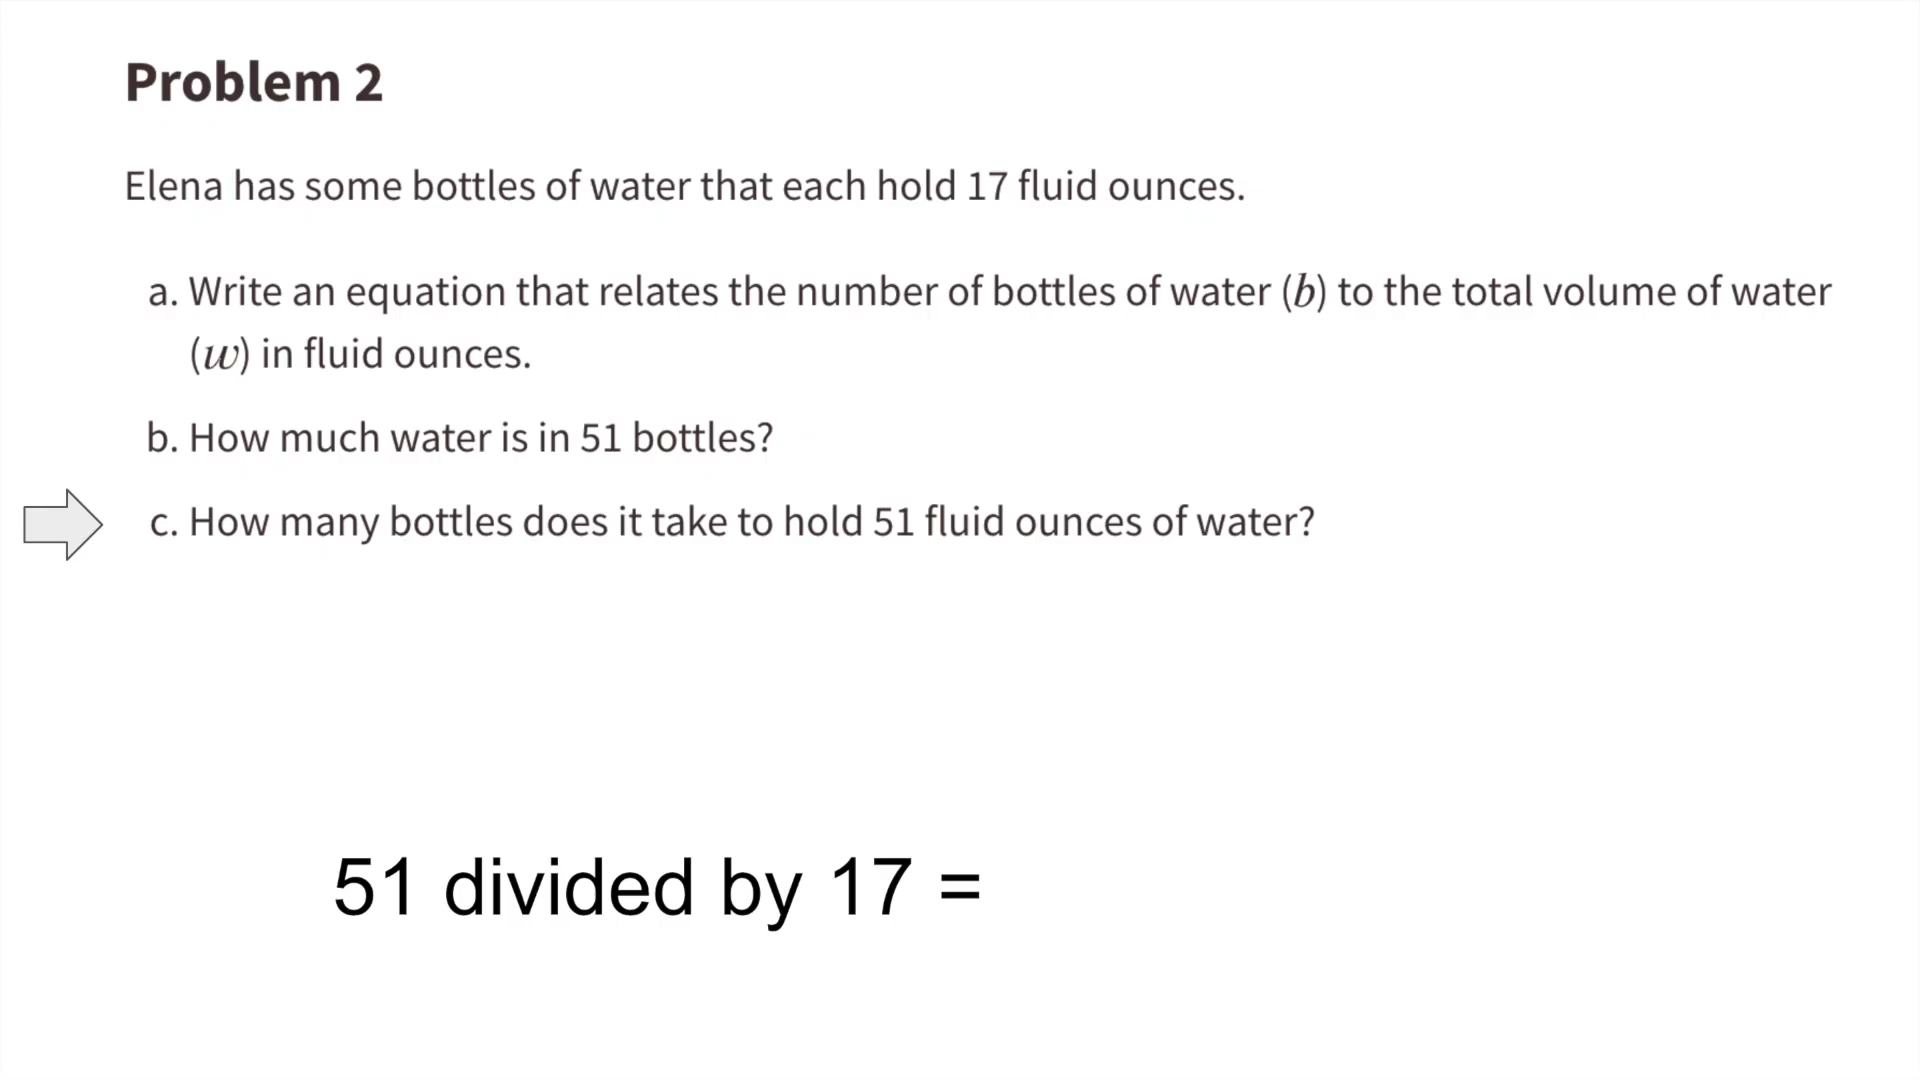 Problem 2
Elena has some bottles of water that each hold 17 fluid ounces.
a. Write an equation that relates the number of bottles of water (b) to the total volume of water
(w) in fluid ounces.
b. How much water is in 51 bottles?
c. How many bottles does it take to hold 51 fluid ounces of water?
51 divided by 17 =